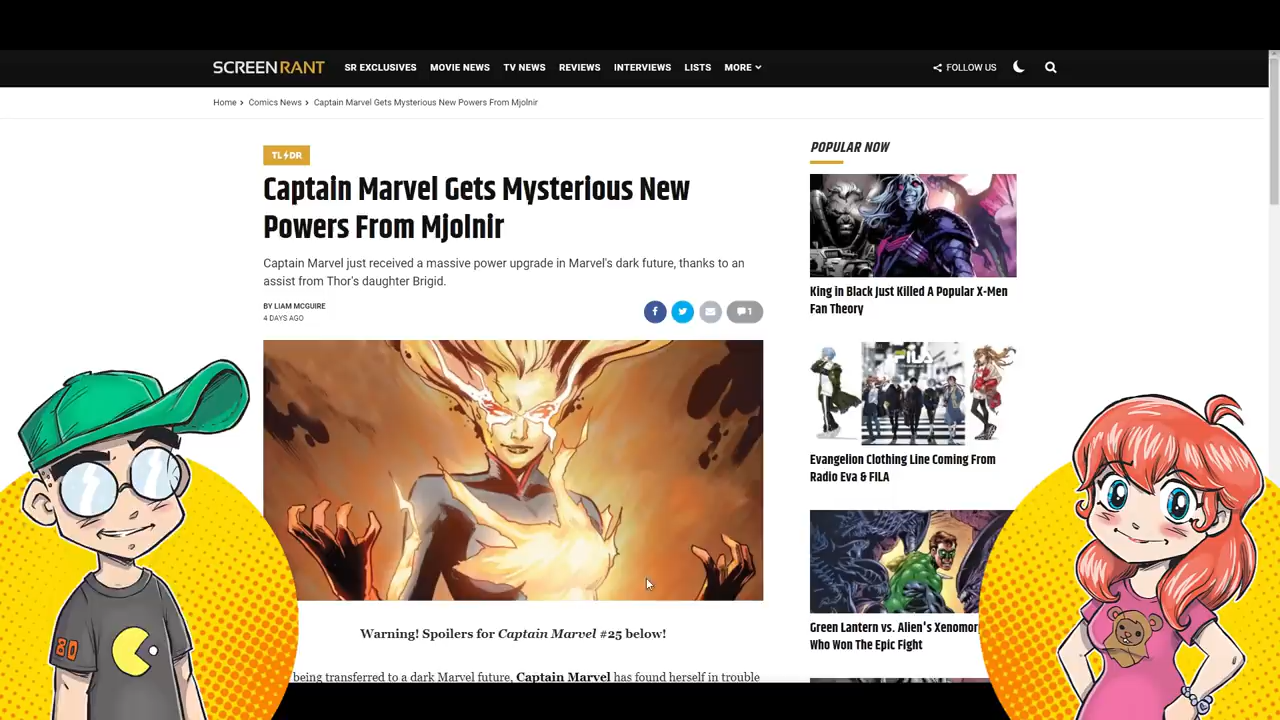 SCREENRANT
SR EXCLUSIVES MOVIE NEWS TV NEWS REVIEWS INTERVIEWS LISTS MORE
FOLLOW US
Home › Comics News › Captain Marvel Gets Mysterious New Powers From Mjolnir
TL DR
Captain Marvel Gets Mysterious New
Powers From Mjolnir
Captain Marvel just received a massive power upgrade in Marvel's dark future, thanks to an
assist from Thor's daughter Brigid.
BY LIAM MCGUIRE
4 DAYS AGO
1
Warning! Spoilers for Captain Marvel #25 below!
being transferred to a dark Marvel future, Captain Marvel has found herself in trouble
POPULAR NOW
King in Black Just Killed A Popular X-Men
Fan Theory
FILA
Evangelion Clothing Line Coming From
Radio Eva & FILA
Green Lantern vs. Alien's Xenomor
Who Won The Epic Fight
80